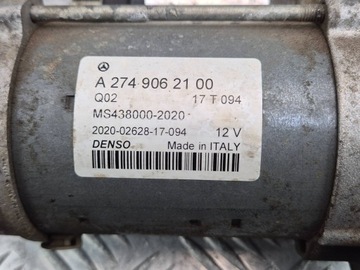 A 274 906 21 00
Q02 17 T 094
MS438000-2020
2020-02628-17-094 12 V
DENSO Made in ITALY